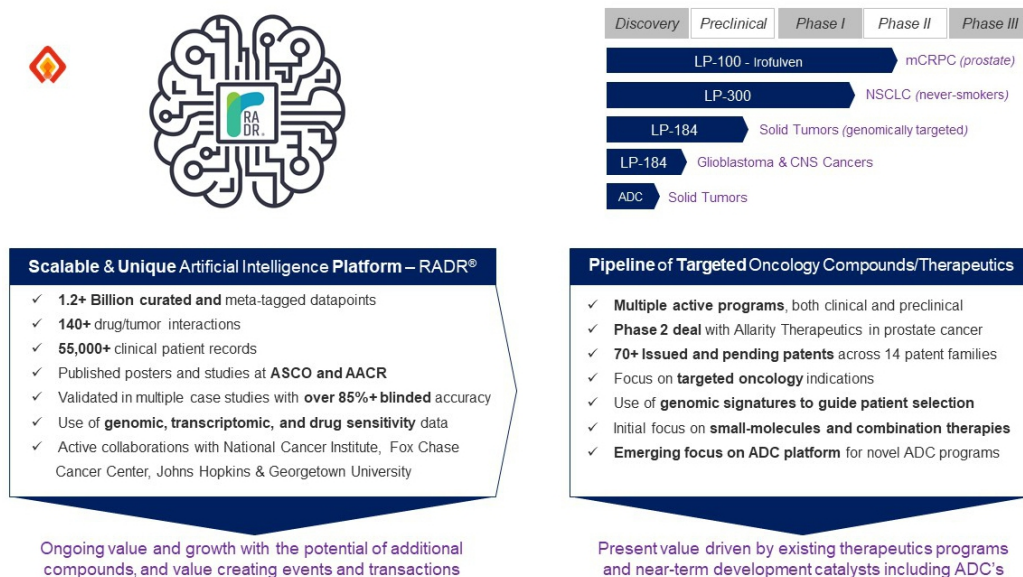 RA
DR®
Discovery
Preclinical
Phase I
Phase II
Phase III
LP-100 - Irofulven
mCRPC (prostate)
LP-300
NSCLC (never-smokers)
LP-184
Solid Tumors (genomically targeted)
LP-184
Glioblastoma & CNS Cancers
ADC
Solid Tumors
Scalable & Unique Artificial Intelligence Platform – RADR®
✓ 1.2+ Billion curated and meta-tagged datapoints
✓ 140+ drug/tumor interactions
✓ 55,000+ clinical patient records
✓ Published posters and studies at ASCO and AACR
✓ Validated in multiple case studies with over 85%+ blinded accuracy
✓ Use of genomic, transcriptomic, and drug sensitivity data
✓ Active collaborations with National Cancer Institute, Fox Chase
Cancer Center, Johns Hopkins & Georgetown University
Ongoing value and growth with the potential of additional
compounds, and value creating events and transactions
Pipeline of Targeted Oncology Compounds/Therapeutics
✓ Multiple active programs, both clinical and preclinical
✓ Phase 2 deal with Allarity Therapeutics in prostate cancer
✓ 70+ Issued and pending patents across 14 patent families
✓ Focus on targeted oncology indications
✓ Use of genomic signatures to guide patient selection
✓ Initial focus on small-molecules and combination therapies
✓ Emerging focus on ADC platform for novel ADC programs
Present value driven by existing therapeutics programs
and near-term development catalysts including ADC's